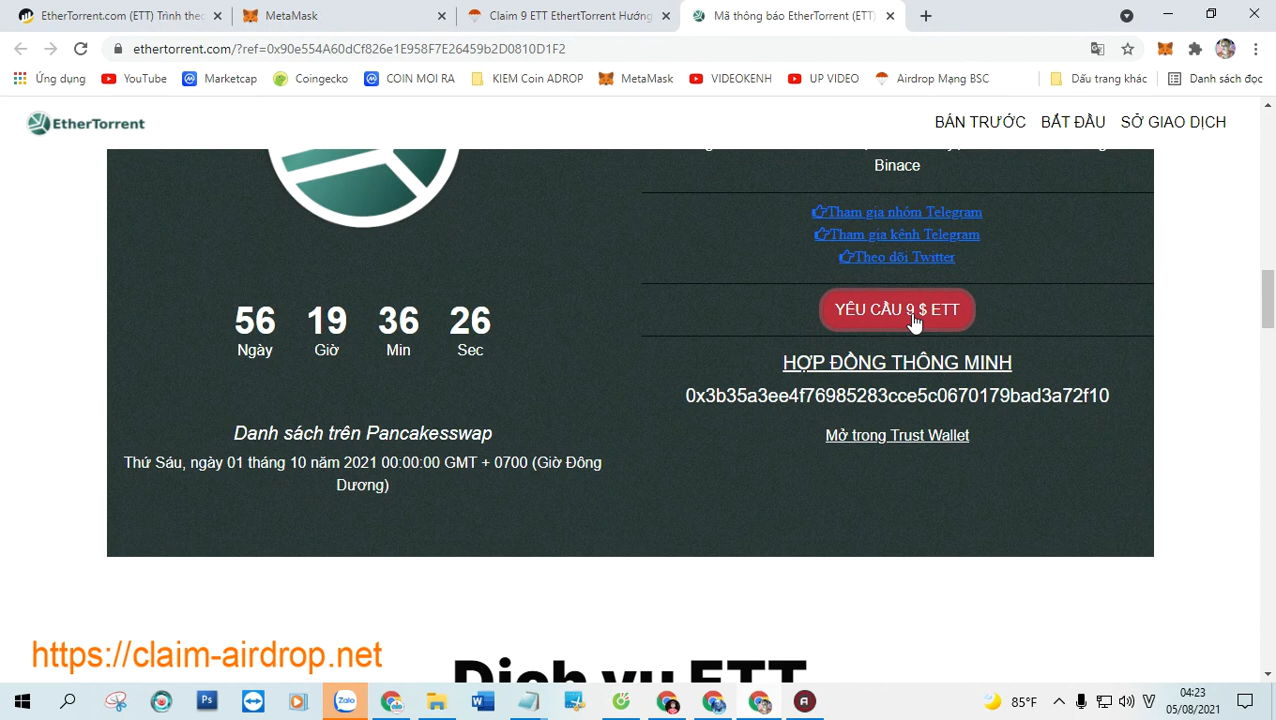 EtherTorrent (ETT) Trình theo
MetaMask
Claim 9 ETT EthertTorrent Hướng
Mã thông báo EtherTorrent (ETT)
ethertorrent.com/?ref=0x90e554A60dCf826e1E958F7E26459b2D0810D1F2
Ứng dụng
YouTube
Marketcap
Coingecko
COIN MOI RA
KIEM Coin ADROP
MetaMask
VIDEOKENH
UP VIDEO
Airdrop Mạng BSC
Dấu trang khác
Danh sách đọc
EtherTorrent
BÁN TRƯỚC BẮT ĐẦU SỞ GIAO DỊCH
Binace
Tham gia nhóm Telegram
Tham gia kênh Telegram
Theo dõi Twitter
56 19 36 26
Ngày Giờ Min Sec
YÊU CẦU 9 $ ETT
HỢP ĐỒNG THÔNG MINH
0x3b35a3ee4f76985283cce5c0670179bad3a72f10
Mở trong Trust Wallet
Danh sách trên Pancakesswap
Thứ Sáu, ngày 01 tháng 10 năm 2021 00:00:00 GMT + 0700 (Giờ Đông
Dương)
https://claim-airdrop.net
Dịch vụ ETT
Ps
Zalo
85°F
04:23
05/08/2021